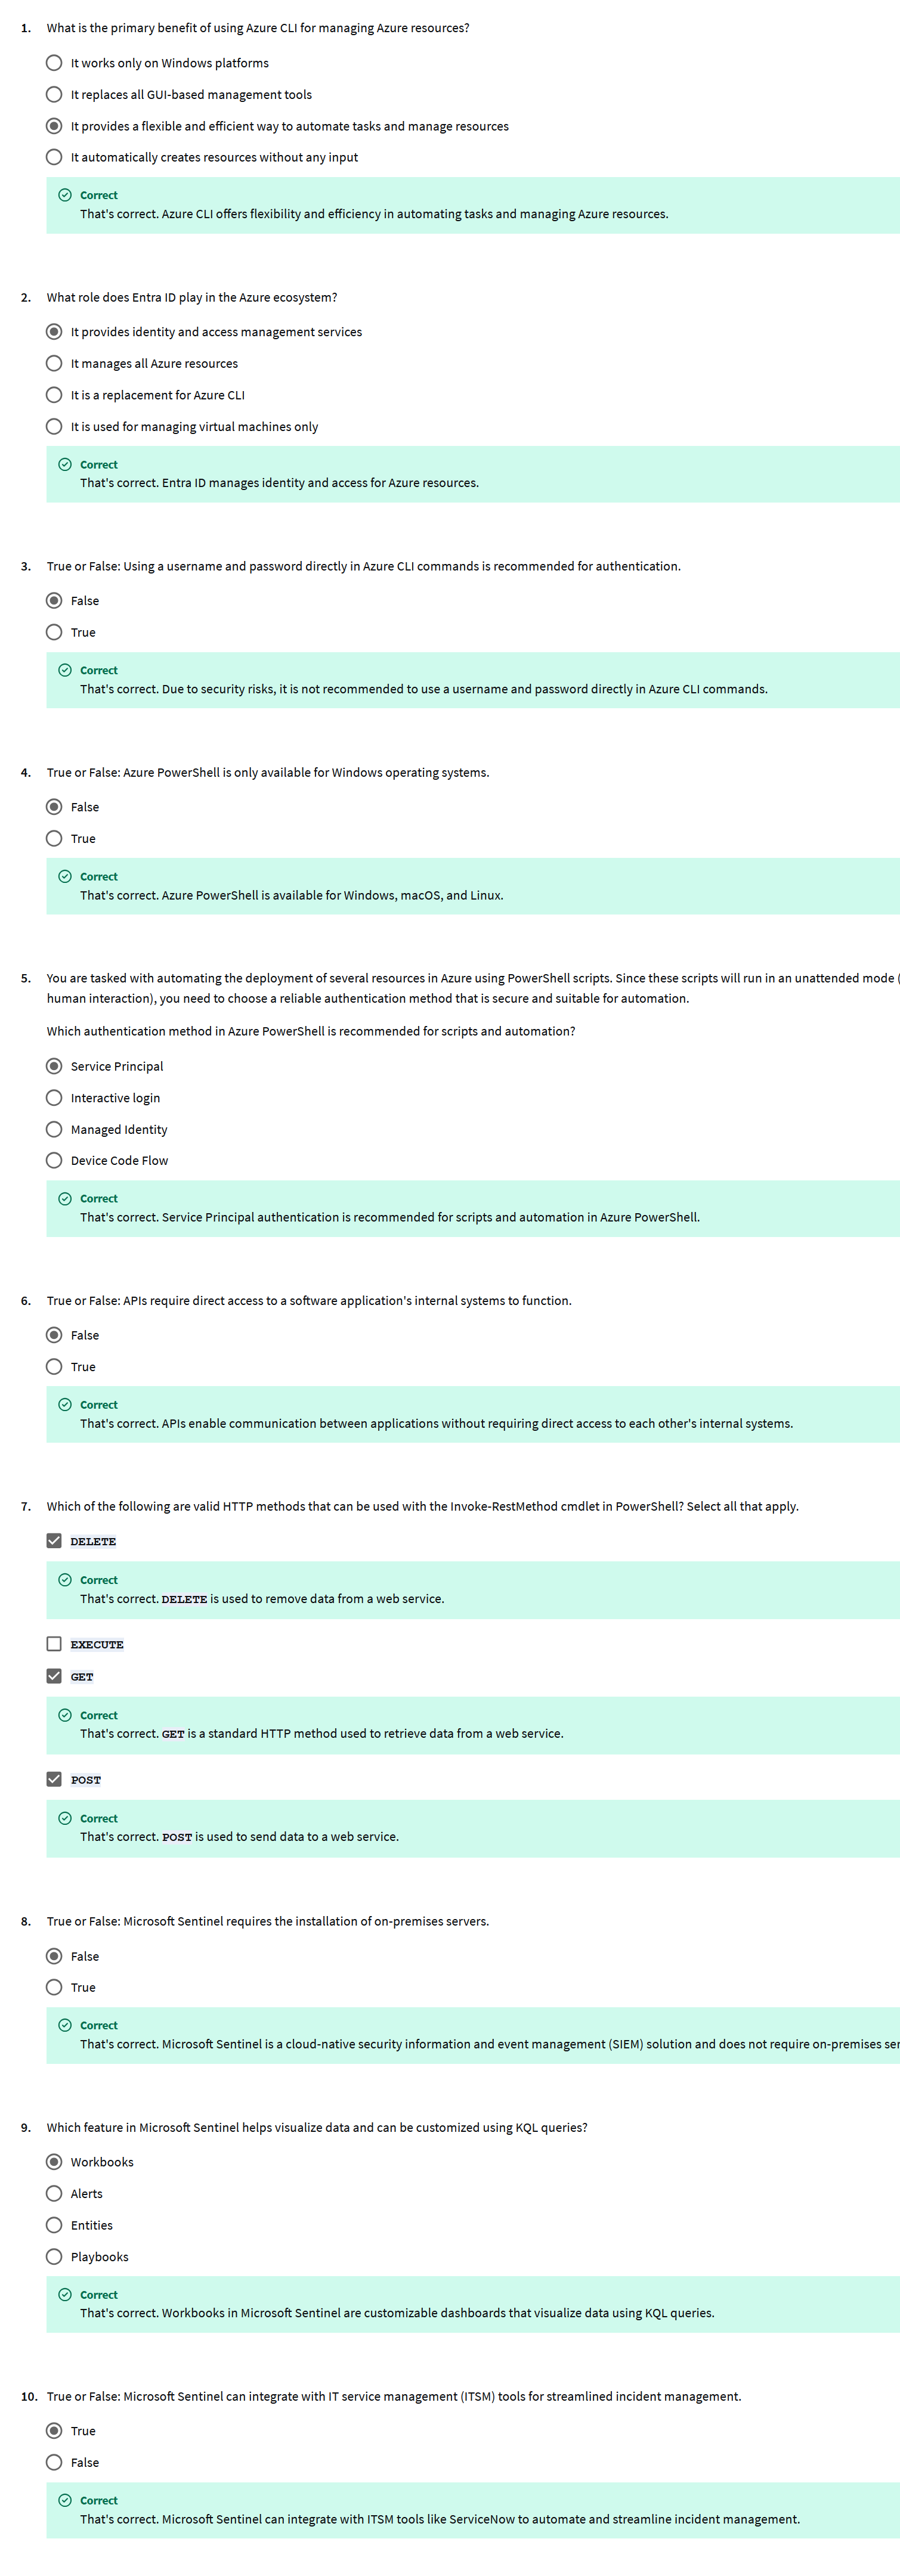 1. What is the primary benefit of using Azure CLI for managing Azure resources?
It works only on Windows platforms
It replaces all GUI-based management tools
It provides a flexible and efficient way to automate tasks and manage resources
It automatically creates resources without any input
Correct
That's correct. Azure CLI offers flexibility and efficiency in automating tasks and managing Azure resources.
2. What role does Entra ID play in the Azure ecosystem?
It provides identity and access management services
It manages all Azure resources
It is a replacement for Azure CLI
It is used for managing virtual machines only
Correct
That's correct. Entra ID manages identity and access for Azure resources.
3. True or False: Using a username and password directly in Azure CLI commands is recommended for authentication.
False
True
Correct
That's correct. Due to security risks, it is not recommended to use a username and password directly in Azure CLI commands.
4. True or False: Azure PowerShell is only available for Windows operating systems.
False
True
Correct
That's correct. Azure PowerShell is available for Windows, macOS, and Linux.
5. You are tasked with automating the deployment of several resources in Azure using PowerShell scripts. Since these scripts will run in an unattended mode (
human interaction), you need to choose a reliable authentication method that is secure and suitable for automation.
Which authentication method in Azure PowerShell is recommended for scripts and automation?
Service Principal
Interactive login
Managed Identity
Device Code Flow
Correct
That's correct. Service Principal authentication is recommended for scripts and automation in Azure PowerShell.
6. True or False: APIs require direct access to a software application's internal systems to function.
False
True
Correct
That's correct. APIs enable communication between applications without requiring direct access to each other's internal systems.
7. Which of the following are valid HTTP methods that can be used with the Invoke-RestMethod cmdlet in PowerShell? Select all that apply.
DELETE
Correct
That's correct. DELETE is used to remove data from a web service.
EXECUTE
GET
Correct
That's correct. GET is a standard HTTP method used to retrieve data from a web service.
POST
Correct
That's correct. POST is used to send data to a web service.
8. True or False: Microsoft Sentinel requires the installation of on-premises servers.
False
True
Correct
That's correct. Microsoft Sentinel is a cloud-native security information and event management (SIEM) solution and does not require on-premises ser
9. Which feature in Microsoft Sentinel helps visualize data and can be customized using KQL queries?
Workbooks
Alerts
Entities
Playbooks
Correct
That's correct. Workbooks in Microsoft Sentinel are customizable dashboards that visualize data using KQL queries.
10. True or False: Microsoft Sentinel can integrate with IT service management (ITSM) tools for streamlined incident management.
True
False
Correct
That's correct. Microsoft Sentinel can integrate with ITSM tools like ServiceNow to automate and streamline incident management.